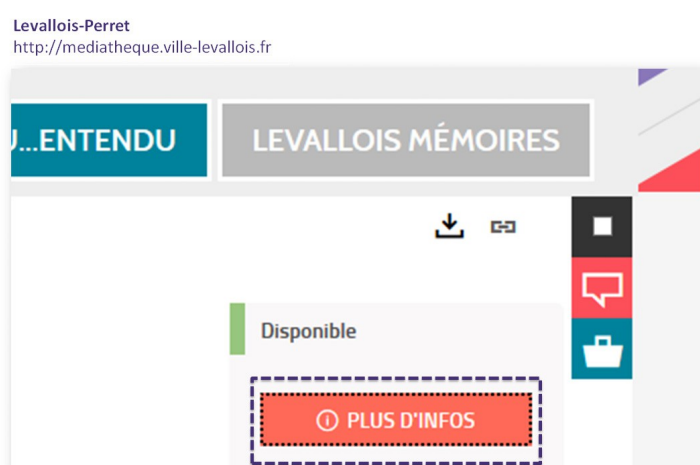 Levallois-Perret
http://mediatheque.ville-levallois.fr
...ENTENDU
LEVALLOIS MÉMOIRES
Disponible
PLUS D'INFOS